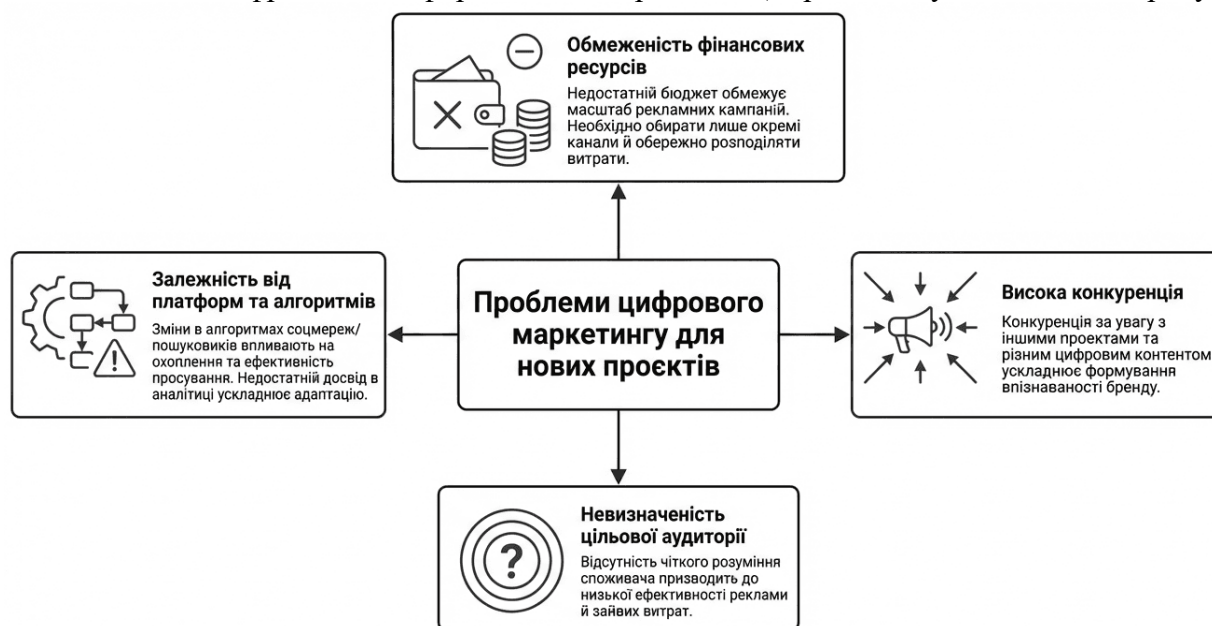 Обмеженість фінансових
ресурсів
Недостатній бюджет обмежує
масштаб рекламних кампаній.
Необхідно обирати лише окремі
канали й обережно розподіляти
витрати.
Залежність від
платформ та алгоритмів
Зміни в алгоритмах соцмереж/
пошуковиків впливають на
охоплення та ефективність
просування. Недостатній досвід в
аналітиці ускладнює адаптацію.
Проблеми цифрового
маркетингу для
нових проєктів
Висока конкуренція
Конкуренція за увагу з
іншими проектами та
різним цифровим контентом
ускладнює формування
впізнаваності бренду.
Невизначеність
цільової аудиторії
Відсутність чіткого розуміння
споживача призводить до
низької ефективності реклами
й зайвих витрат.